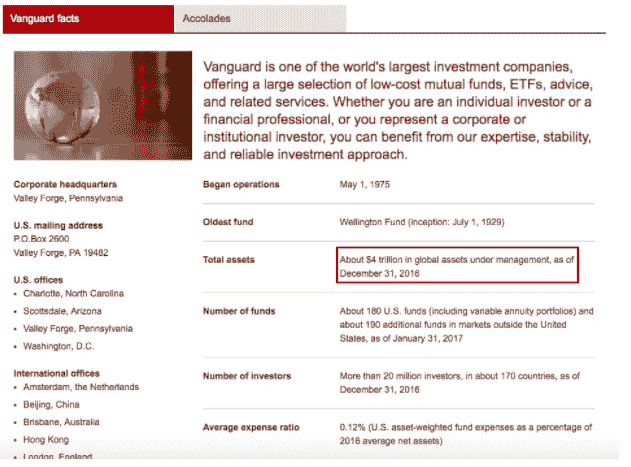 Vanguard facts
Accolades
Vanguard is one of the world's largest investment companies,
offering a large selection of low-cost mutual funds, ETFs, advice,
and related services. Whether you are an individual investor or a
financial professional, or you represent a corporate or
institutional investor, you can benefit from our expertise, stability,
and reliable investment approach.
Corporate headquarters
Valley Forge, Pennsylvania
U.S. mailing address
P.O.Box 2600
Valley Forge, PA 19482
U.S. offices
• Charlotte, North Carolina
• Scottsdale, Arizona
• Valley Forge, Pennsylvania
• Washington, D.C.
International offices
• Amsterdam, the Netherlands
• Beijing, China
• Brisbane, Australia
• Hong Kong
• London, England
Began operations
May 1, 1975
Oldest fund
Wellington Fund (inception: July 1, 1929)
Total assets
About $4 trillion in global assets under management, as of
December 31, 2016
Number of funds
About 180 U.S. funds (including variable annuity portfolios) and
about 190 additional funds in markets outside the United
States, as of January 31, 2017
Number of investors
More than 20 million investors, in about 170 countries, as of
December 31, 2016
Average expense ratio
0.12% (U.S. asset-weighted fund expenses as a percentage of
2016 average net assets)